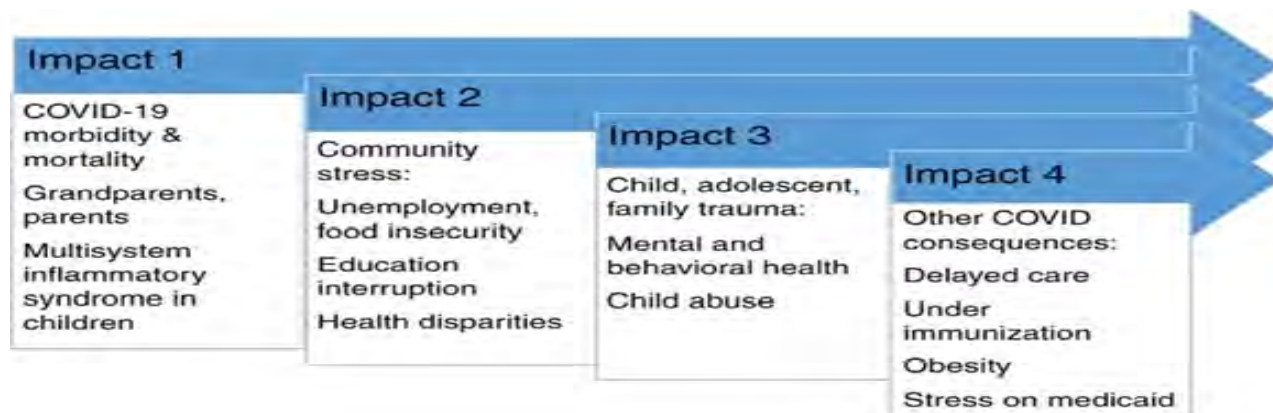 Impact 1
COVID-19
morbidity &
mortality
Grandparents,
parents
Multisystem
inflammatory
syndrome in
children
Impact 2
Community
stress:
Unemployment,
food insecurity
Education
interruption
Health disparities
Impact 3
Child, adolescent,
family trauma:
Mental and
behavioral health
Child abuse
Impact 4
Other COVID
consequences:
Delayed care
Under
immunization
Obesity
Stress on medicaid